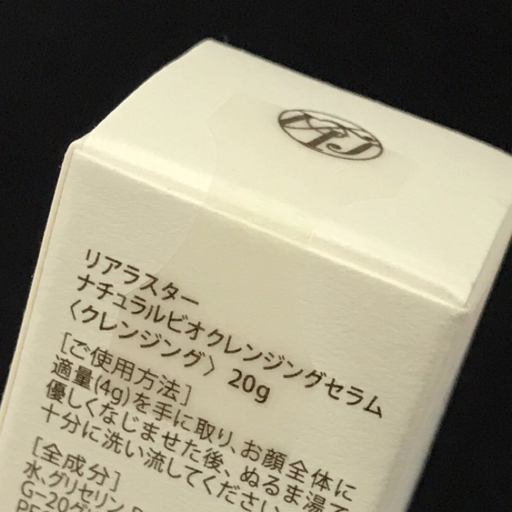 リアラスター
ナチュラルビオ クレンジングセラム
〈クレンジング〉 20g
[ご使用方法]
適量(4g)を手に取り、お顔全体に
優しくなじませた後、ぬるま湯で
十分に洗い流してください
[全成分]
水、グリセリン
G-20グ